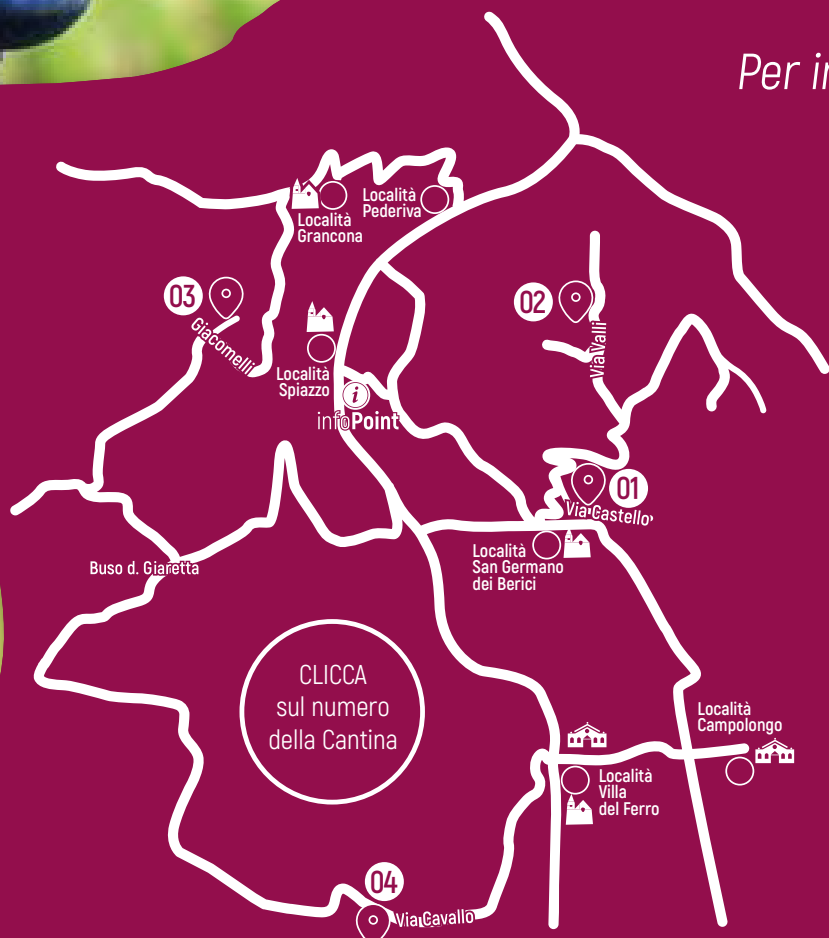 Per
Località
Grancona
Località
Pederiva
03
Giacomelli
02
Via Valli
Località
Spiazzo
i
infoPoint
01
Via Castello
Località
San Germano
dei Berici
Buso d. Giaretta
CLICCA
sul numero
della Cantina
Località
Campolongo
Località
Villa
del Ferro
04
Via Cavallo